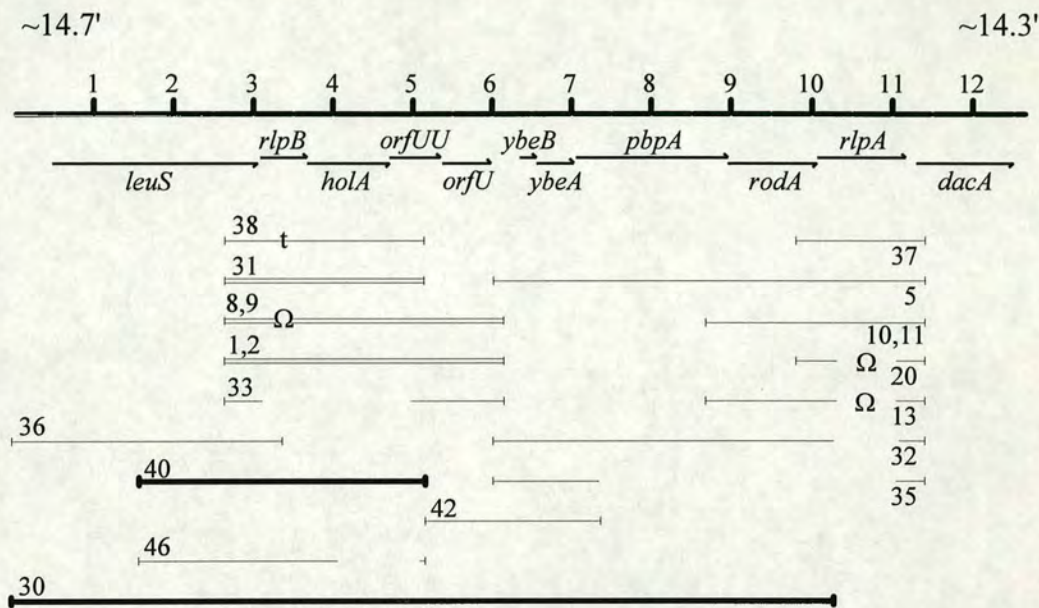 ~14.7' ~14.3'
1 2 3 4 5 6 7 8 9 10 11 12
rlpB orfUU ybeB pbpA rlpA
leuS holA orfU ybeA rodA dacA
38 t
37
31
5
8,9 Ω
10,11
1,2 Ω
20
33 Ω
13
36
32
40
35
42
46
30